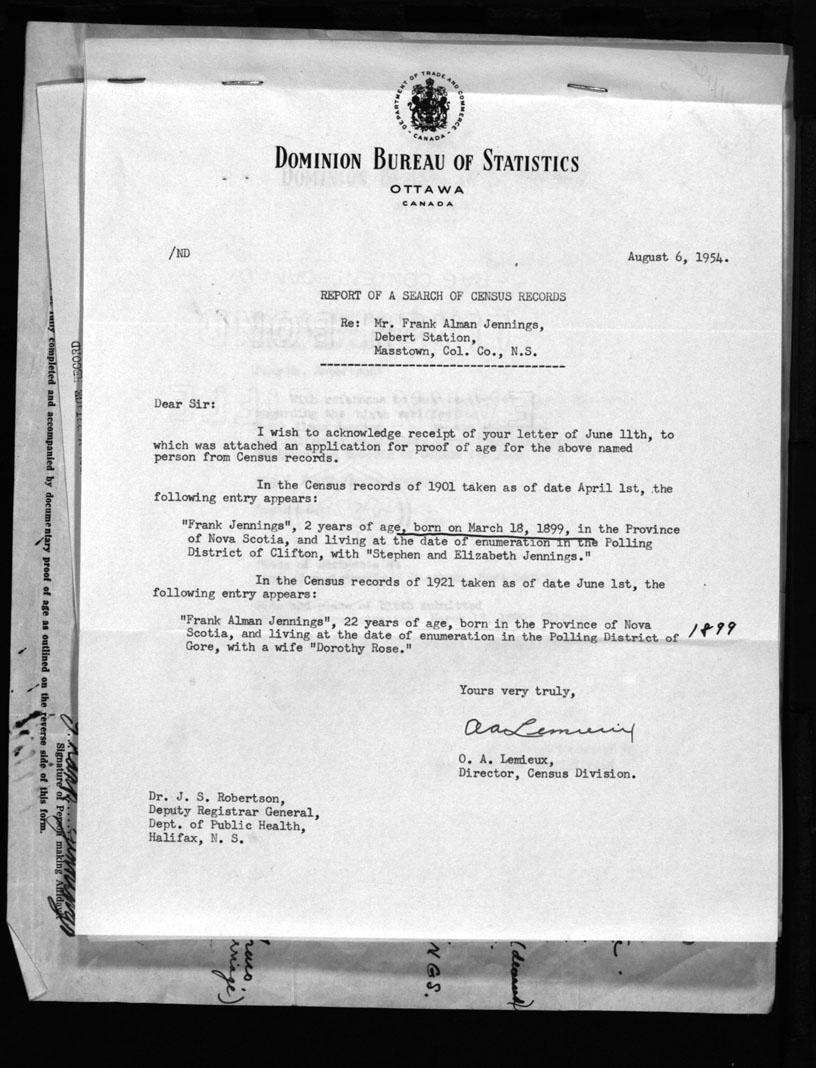 DEPARTMENT OF TRADE AND COMMERCE
CANADA
DOMINION BUREAU OF STATISTICS
OTTAWA
CANADA
/ND
August 6, 1954.
REPORT OF A SEARCH OF CENSUS RECORDS
Re: Mr. Frank Alman Jennings,
Debert Station,
Masstown, Col. Co., N.S.
Dear Sir:
I wish to acknowledge receipt of your letter of June 11th, to
which was attached an application for proof of age for the above named
person from Census records.
In the Census records of 1901 taken as of date April 1st, the
following entry appears:
"Frank Jennings", 2 years of age, born on March 18, 1899, in the Province
of Nova Scotia, and living at the date of enumeration in the Polling
District of Clifton, with "Stephen and Elizabeth Jennings."
In the Census records of 1921 taken as of date June 1st, the
following entry appears:
"Frank Alman Jennings", 22 years of age, born in the Province of Nova
Scotia, and living at the date of enumeration in the Polling District of
Gore, with a wife "Dorothy Rose."
1899
Yours very truly,
O. A. Lemieux
O. A. Lemieux,
Director, Census Division.
Dr. J. S. Robertson,
Deputy Registrar General,
Dept. of Public Health,
Halifax, N. S.
fully completed and accompanied by documentary proof of age as outlined on the reverse side of this form.
Signature of Person making Affidavit
NGS.